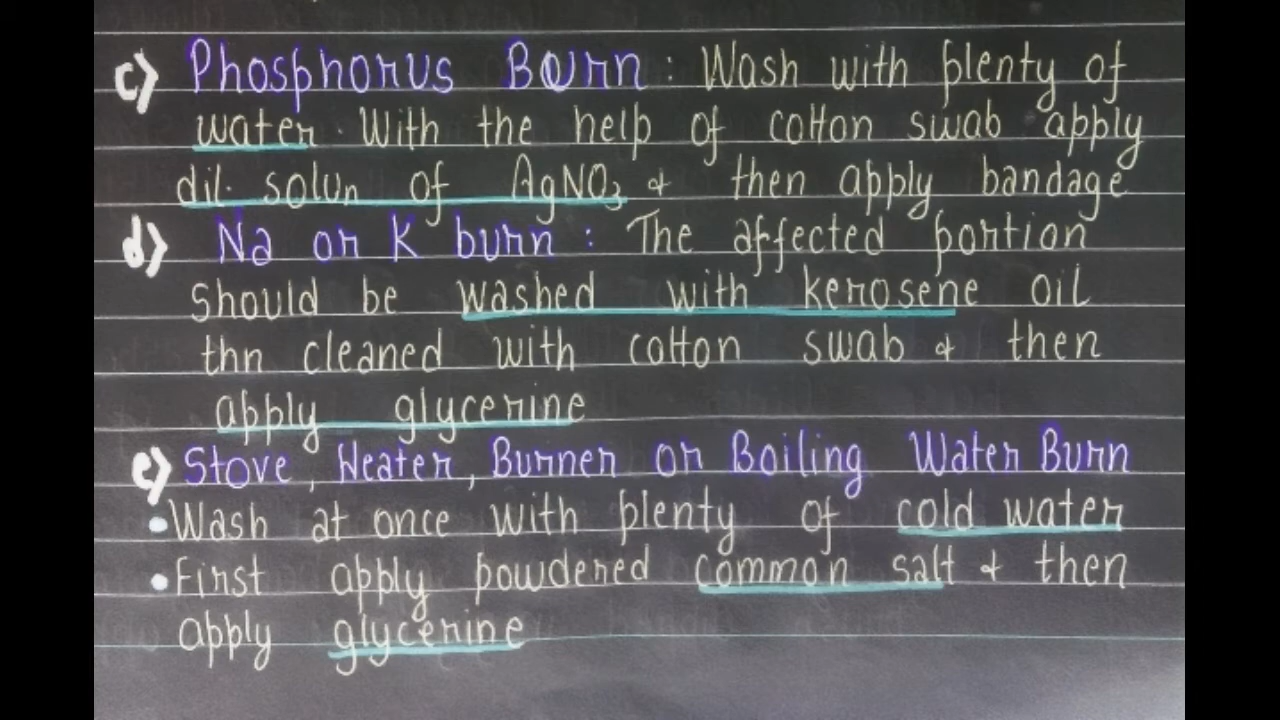 c) Phosphorus Burn : Wash with plenty of
water. With the help of cotton swab apply
dil. solun of AgNO3 & then apply bandage
d) Na or K burn : The affected portion
should be washed with kerosene oil
thn cleaned with cotton swab & then
apply glycerine
e) Stove, Heater, Burner or Boiling Water Burn
• Wash at once with plenty of cold water
• First apply powdered common salt & then
apply glycerine